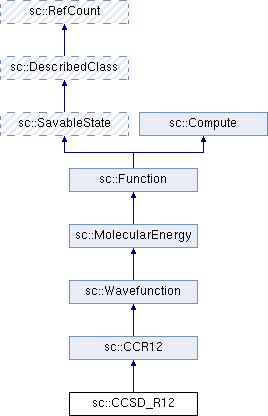 sc::RefCount
sc::DescribedClass
sc::SavableState
sc::Compute
sc::Function
sc::MolecularEnergy
sc::Wavefunction
sc::CCR12
sc::CCSD_R12